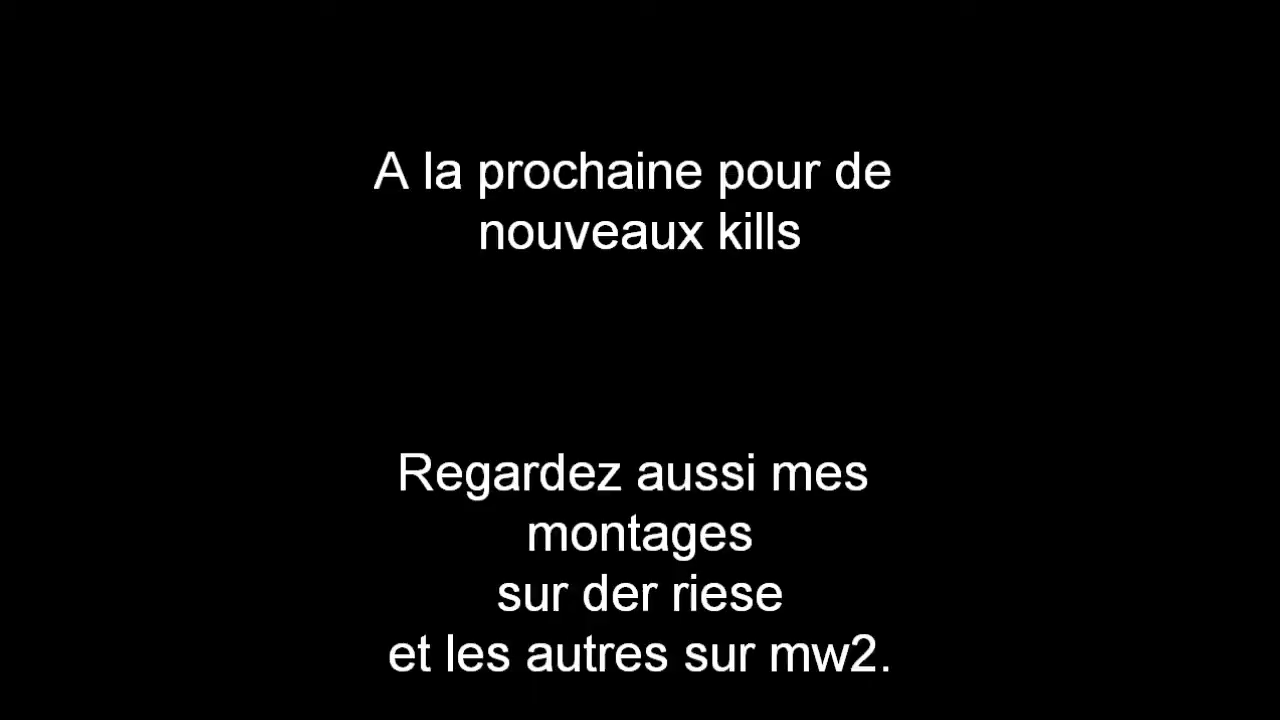 A la prochaine pour de
nouveaux kills
Regardez aussi mes
montages
sur der riese
et les autres sur mw2.